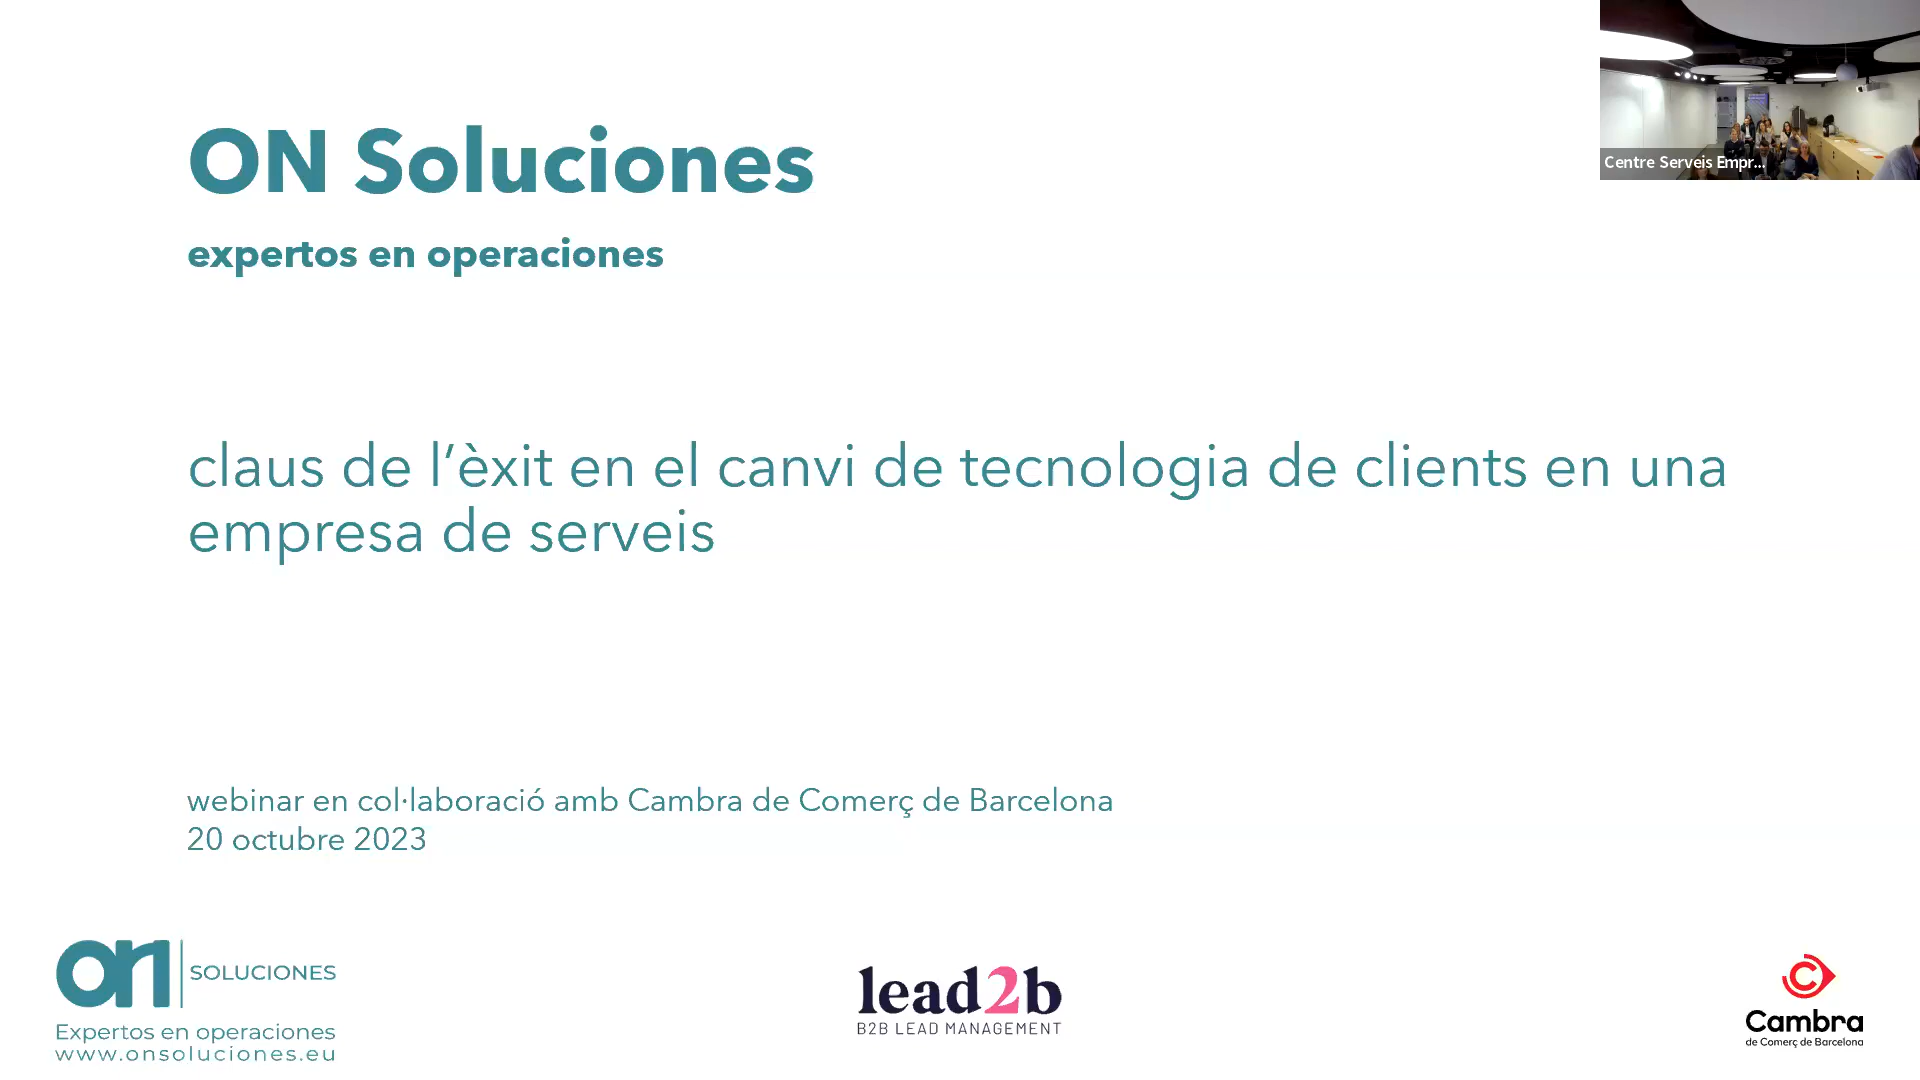 ON Soluciones
expertos en operaciones
Centre Serveis Empr...
claus de l’èxit en el canvi de tecnologia de clients en una
empresa de serveis
webinar en col·laboració amb Cambra de Comerç de Barcelona
20 octubre 2023
on SOLUCIONES
Expertos en operaciones
www.onsoluciones.eu
lead2b
B2B LEAD MANAGEMENT
Cambra
de Comerç de Barcelona